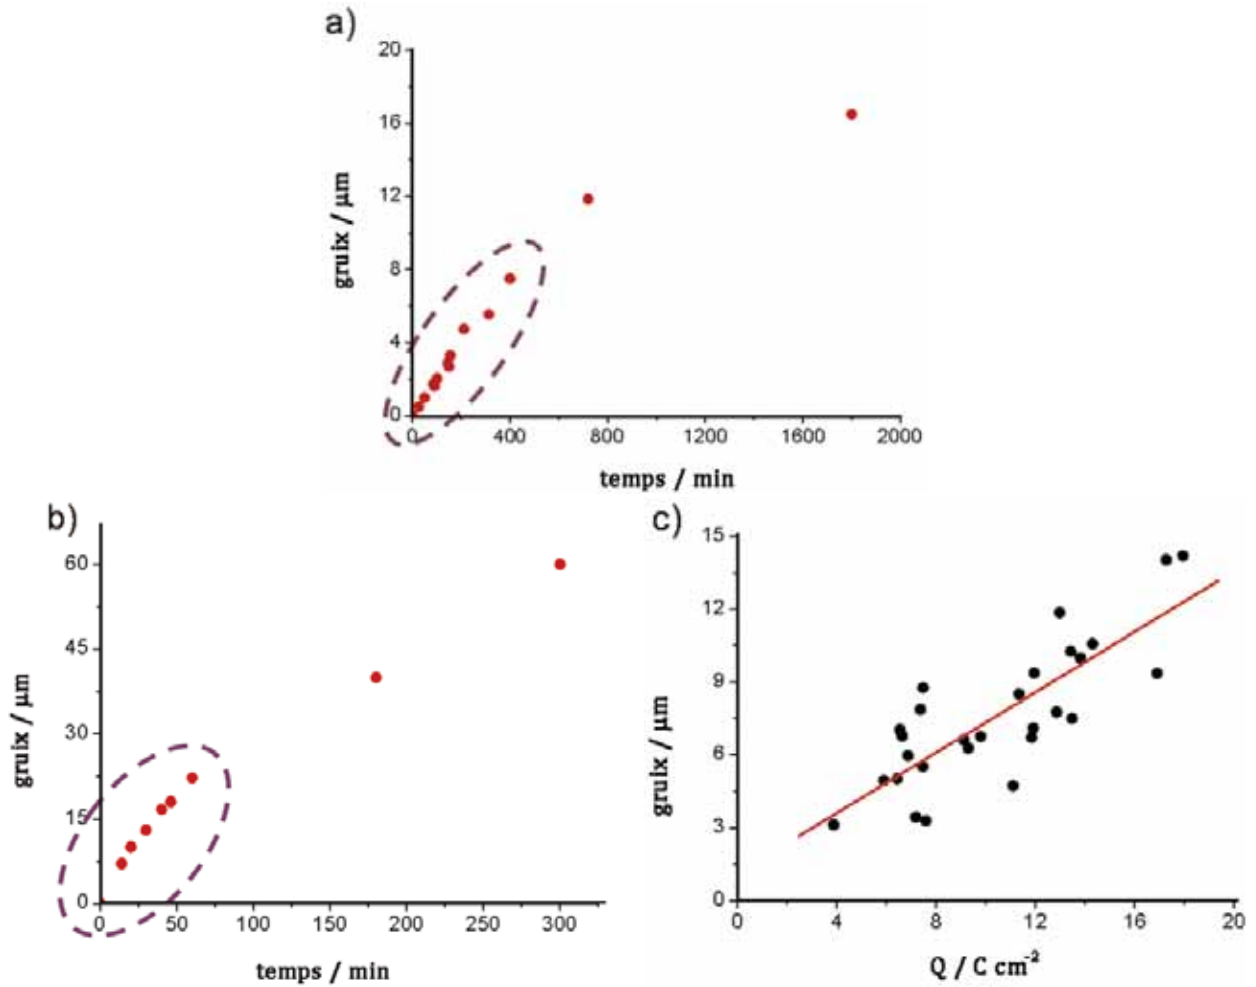 a)
20
16
12
8
4
0
gruix / μm
0 400 800 1200 1600 2000
temps / min
b)
60
45
30
15
0
gruix / μm
0 50 100 150 200 250 300
temps / min
c)
15
12
9
6
3
0
gruix / μm
0 4 8 12 16 20
Q / C cm⁻²